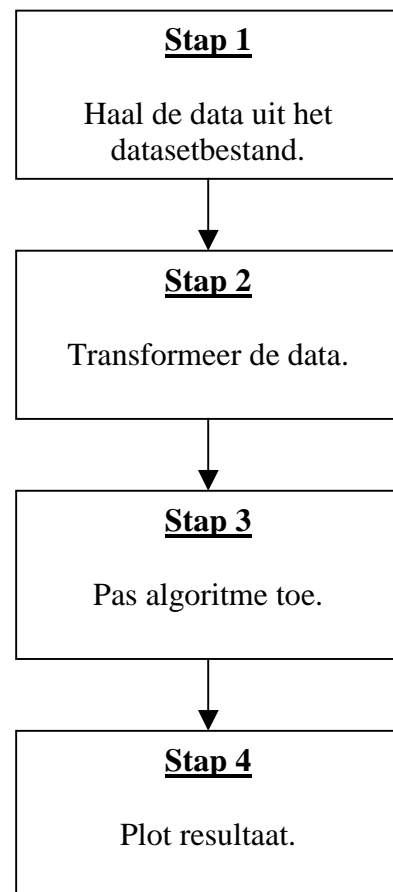 Stap 1
Haal de data uit het
datasetbestand.
Stap 2
Transformeer de data.
Stap 3
Pas algoritme toe.
Stap 4
Plot resultaat.